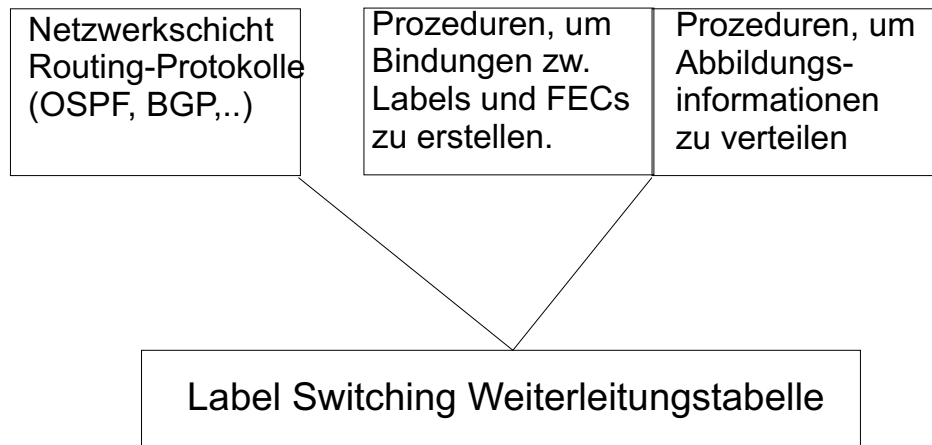 Netzwerkschicht
Routing-Protokolle
(OSPF, BGP,..)
Prozeduren, um
Bindungen zw.
Labels und FECs
zu erstellen.
Prozeduren, um
Abbildungs-
informationen
zu verteilen
Label Switching Weiterleitungstabelle